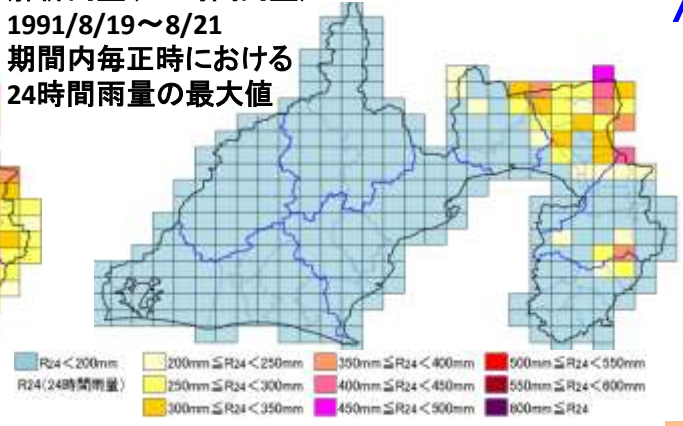 1991/8/19～8/21
期間内毎正時における
24時間雨量の最大値
R24＜200mm
200mm≦R24＜250mm
350mm≦R24＜400mm
500mm≦R24＜550mm
R24(24時間雨量)
250mm≦R24＜300mm
400mm≦R24＜450mm
550mm≦R24＜600mm
300mm≦R24＜350mm
450mm≦R24＜500mm
600mm≦R24